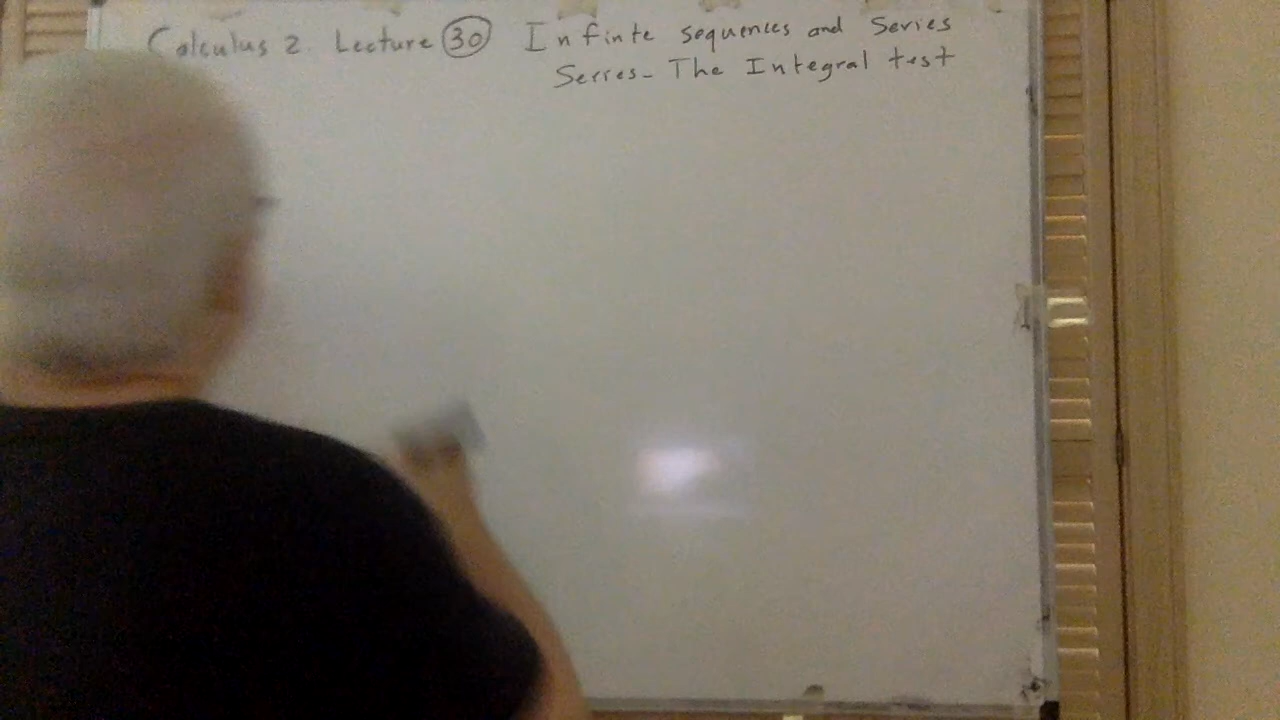 Calculus 2. Lecture 30 Infinte sequences and Series
Series- The Integral test